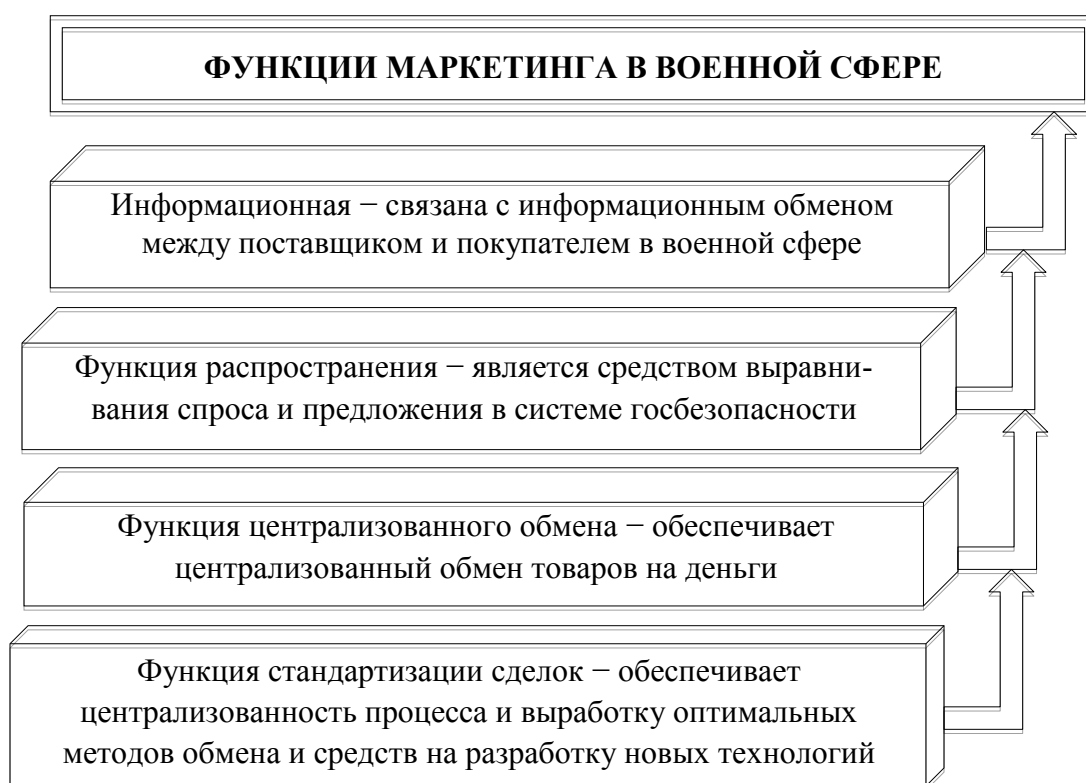 ФУНКЦИИ МАРКЕТИНГА В ВОЕННОЙ СФЕРЕ
Информационная − связана с информационным обменом
между поставщиком и покупателем в военной сфере
Функция распространения − является средством выравни-
вания спроса и предложения в системе госбезопасности
Функция централизованного обмена − обеспечивает
централизованный обмен товаров на деньги
Функция стандартизации сделок − обеспечивает
централизованность процесса и выработку оптимальных
методов обмена и средств на разработку новых технологий